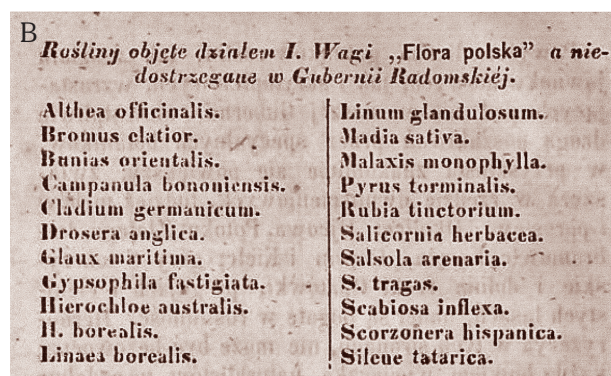 B
Rośliny objęte działem I. Wagi „Flora polska” a nie-
dostrzegane w Gubernii Radomskiéj.
Althea officinalis.
Bromus elatior.
Bunias orientalis.
Campanula bononiensis.
Cladium germanicum.
Drosera anglica.
Glaux maritima.
Gypsophila fastigiata.
Hierochloe australis.
H. borealis.
Linaea borealis.
Linum glandulosum.
Madia sativa.
Malaxis monophylla.
Pyrus torminalis.
Rubia tinctorium.
Salicornia herbacea.
Salsola arenaria.
S. tragas.
Scabiosa inflexa.
Scorzonera hispanica.
Silene tatarica.